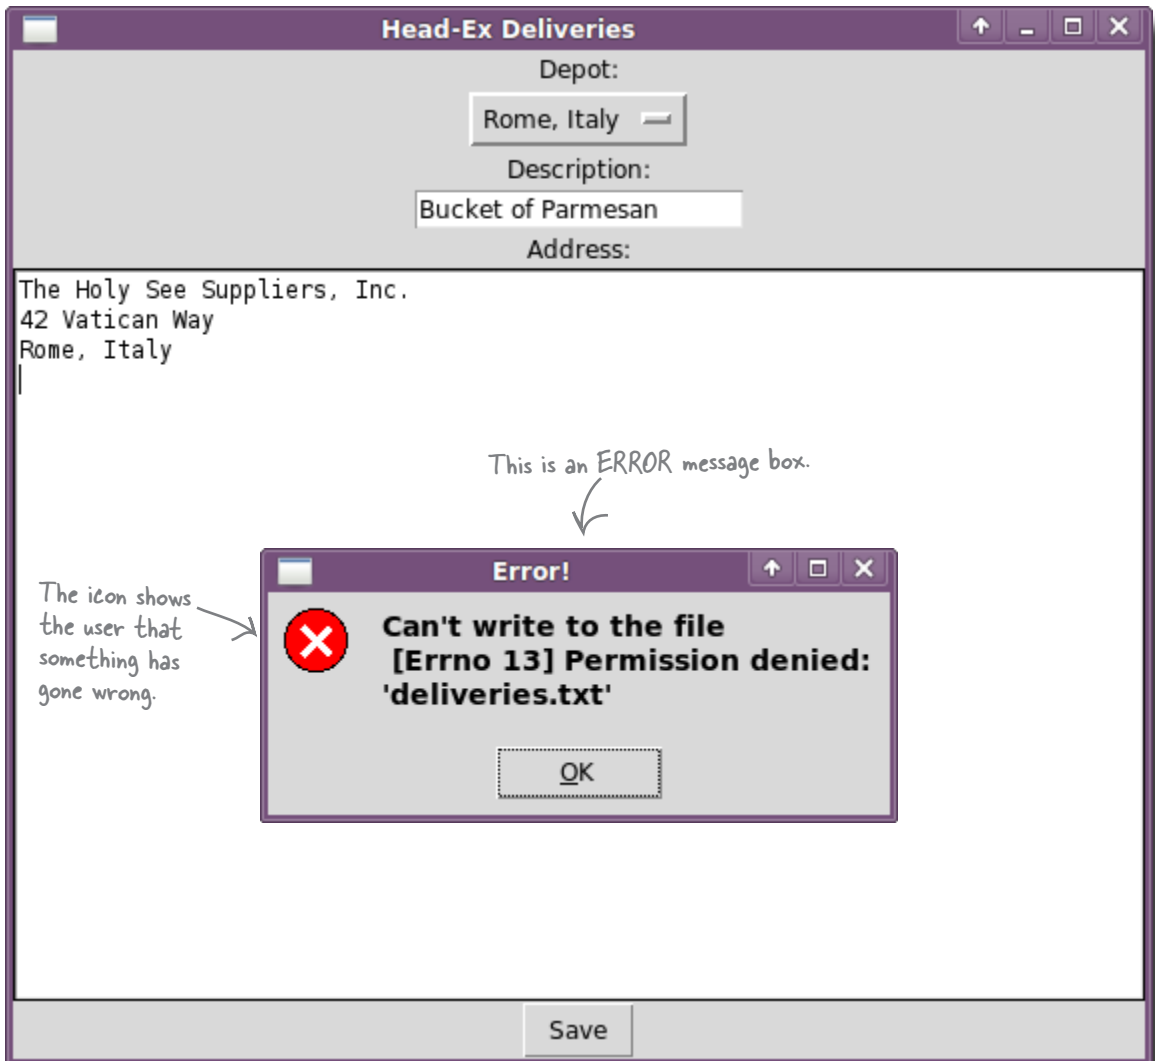 Head-Ex Deliveries
Depot:
Rome, Italy
Description:
Bucket of Parmesan
Address:
The Holy See Suppliers, Inc.
42 Vatican Way
Rome, Italy
This is an ERROR message box.
Error!
The icon shows
the user that
something has
gone wrong.
Can't write to the file
[Errno 13] Permission denied:
'deliveries.txt'
OK
Save